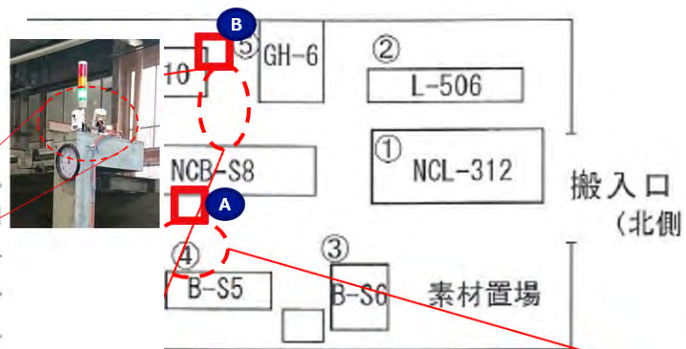 B
⑤
GH-6
②
10
L-506
①
NCB-S8
NCL-312
搬入口
(北側
A
④
③
B-S5
B-S6
素材置場